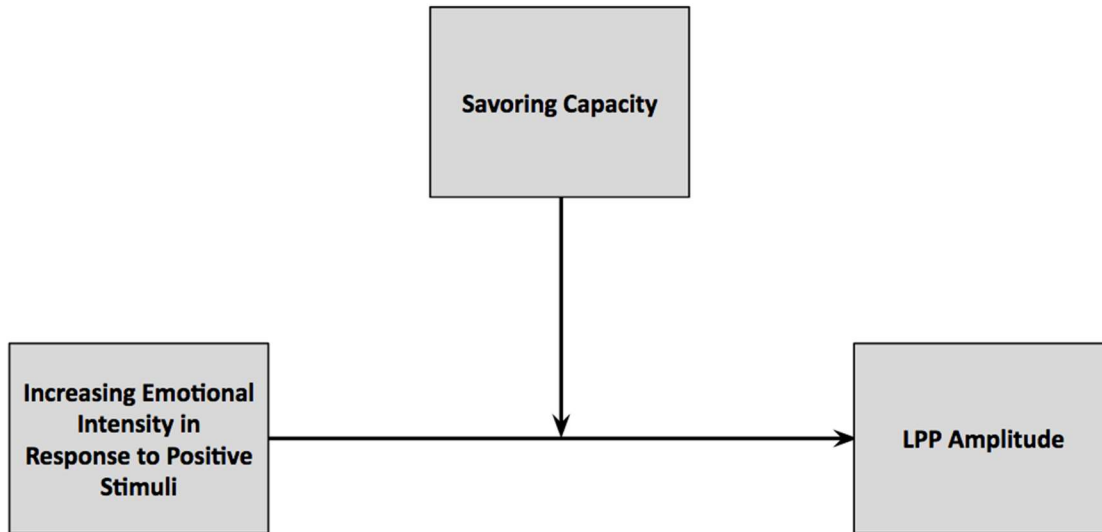 Savoring Capacity
Increasing Emotional
Intensity in
Response to Positive
Stimuli
LPP Amplitude